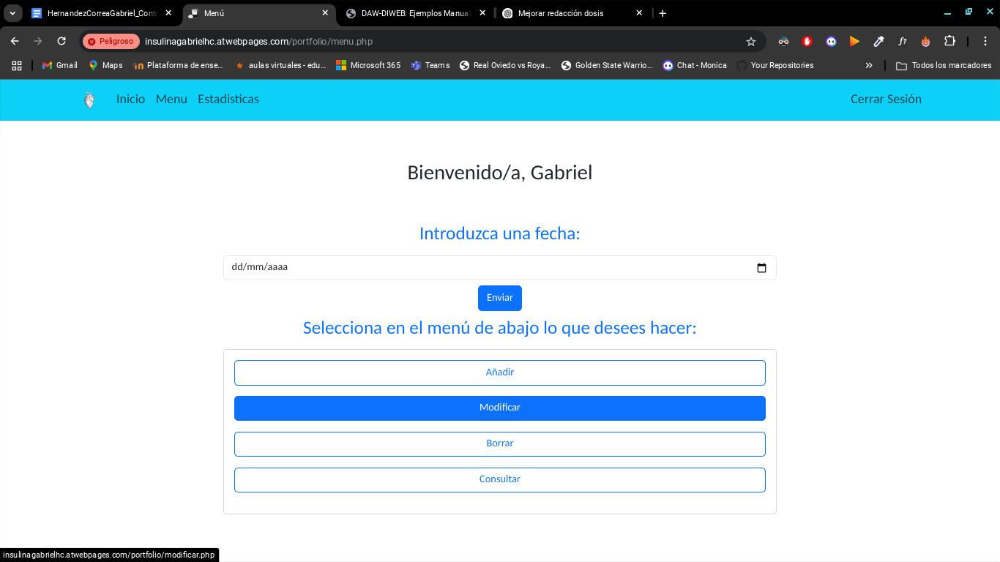 HernandezCorreaGabriel_Cont
Menú
DAW-DIWEB: Ejemplos Manua
Mejorar redacción dosis
Peligroso
insulinagabrielhc.atwebpages.com/portfolio/menu.php
f?
Gmail
Maps
Plataforma de ense...
aulas virtuales - edu...
Microsoft 365
Teams
Real Oviedo vs Roya...
Golden State Warrio...
Chat - Monica
Your Repositories
Todos los marcadores
Inicio
Menu
Estadisticas
Cerrar Sesión
Bienvenido/a, Gabriel
Introduzca una fecha:
dd/mm/aaaa
Enviar
Selecciona en el menú de abajo lo que desees hacer:
Añadir
Modificar
Borrar
Consultar
insulinagabrielhc.atwebpages.com/portfolio/modificar.php